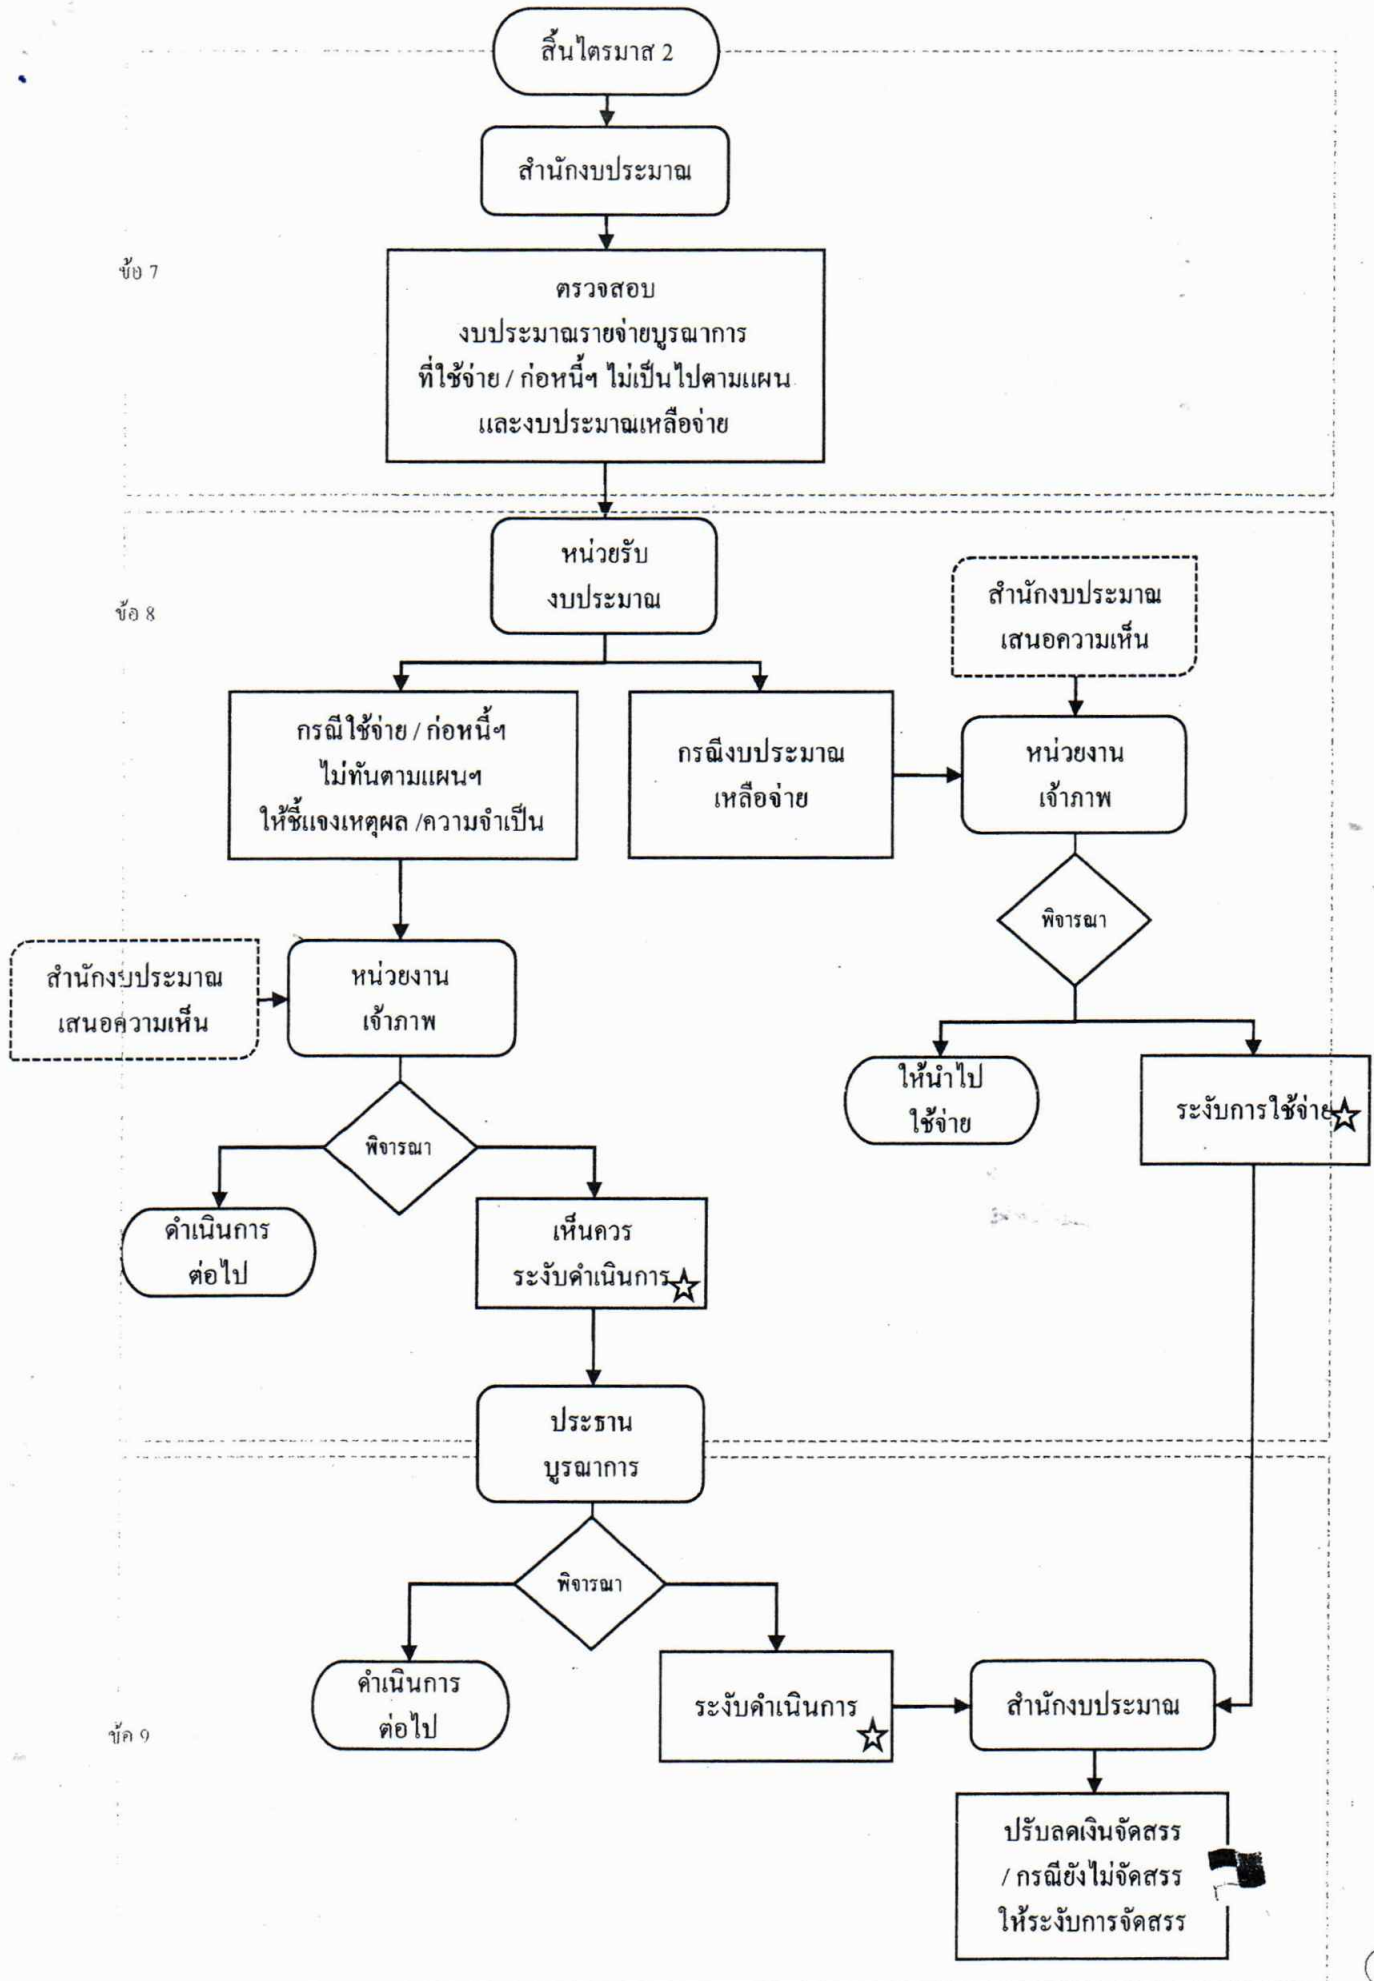 สิ้นไตรมาส 2
สำนักงบประมาณ
ข้อ 7
ตรวจสอบ
งบประมาณรายจ่ายบูรณาการ
ที่ใช้จ่าย / ก่อหนี้ฯ ไม่เป็นไปตามแผน
และงบประมาณเหลือจ่าย
หน่วยรับ
งบประมาณ
ข้อ 8
สำนักงบประมาณ
เสนอความเห็น
กรณีใช้จ่าย / ก่อหนี้ฯ
ไม่ทันตามแผนฯ
ให้ชี้แจงเหตุผล /ความจำเป็น
กรณีงบประมาณ
เหลือจ่าย
หน่วยงาน
เจ้าภาพ
พิจารณา
สำนักงบประมาณ
เสนอความเห็น
หน่วยงาน
เจ้าภาพ
ให้นำไป
ใช้จ่าย
ระงับการใช้จ่าย
พิจารณา
ดำเนินการ
ต่อไป
เห็นควร
ระงับดำเนินการ
ประธาน
บูรณาการ
พิจารณา
ดำเนินการ
ต่อไป
ระงับดำเนินการ
สำนักงบประมาณ
ข้อ 9
ปรับลดเงินจัดสรร
/ กรณียังไม่จัดสรร
ให้ระงับการจัดสรร